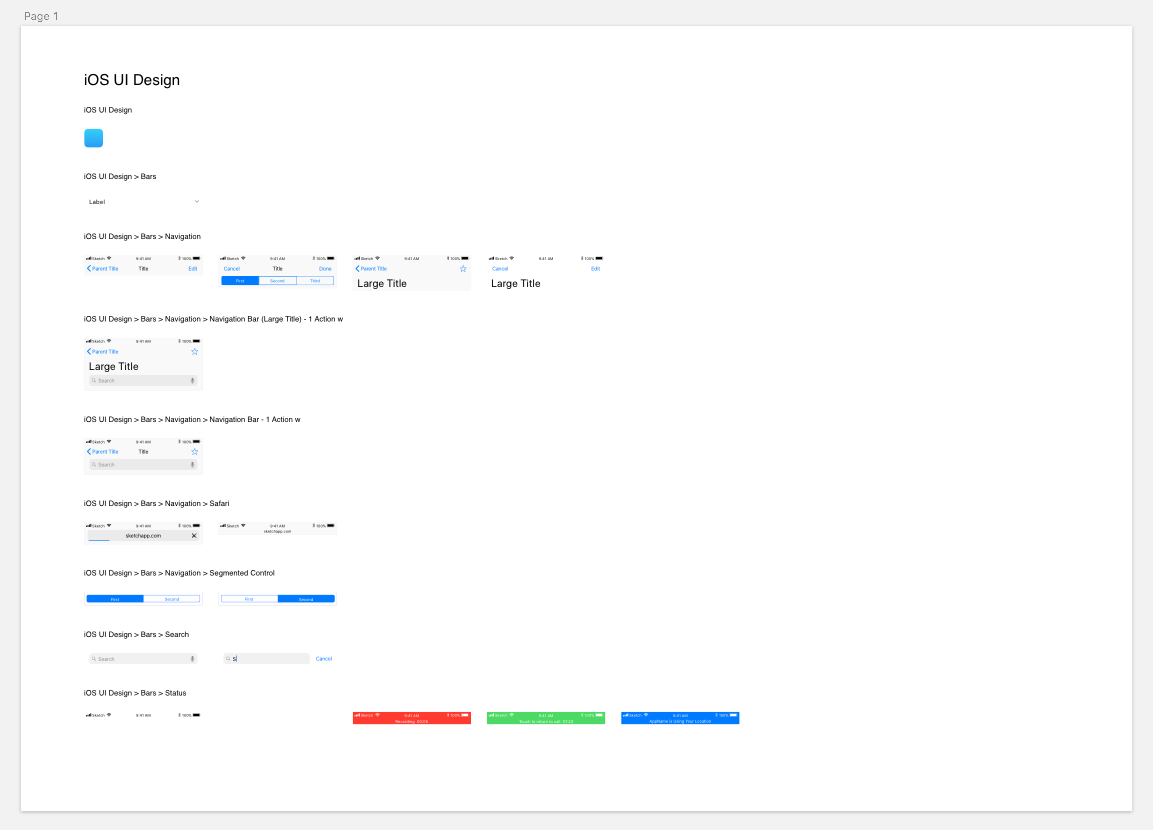 Page 1
iOS UI Design
iOS UI Design
iOS UI Design > Bars
Label
iOS UI Design > Bars > Navigation
Sketch 9:41 AM 100% Sketch 9:41 AM 100% Sketch 9:41 AM 100% Sketch 9:41 AM 100%
Parent Title Title Edit Cancel Title Done Parent Title Cancel Edit
First Second Third Large Title Large Title
iOS UI Design > Bars > Navigation > Navigation Bar (Large Title) - 1 Action w
Sketch 9:41 AM 100%
Parent Title
Large Title
Search
iOS UI Design > Bars > Navigation > Navigation Bar - 1 Action w
Sketch 9:41 AM 100%
Parent Title Title
Search
iOS UI Design > Bars > Navigation > Safari
Sketch 9:41 AM 100% Sketch 9:41 AM 100%
sketchapp.com sketchapp.com
iOS UI Design > Bars > Navigation > Segmented Control
First Second First Second
iOS UI Design > Bars > Search
Search S Cancel
iOS UI Design > Bars > Status
Sketch 9:41 AM 100% Sketch 9:41 AM 100% Sketch 9:41 AM 100% Sketch 9:41 AM 100%
Recording Touch to return to call AppName is Using Your Location